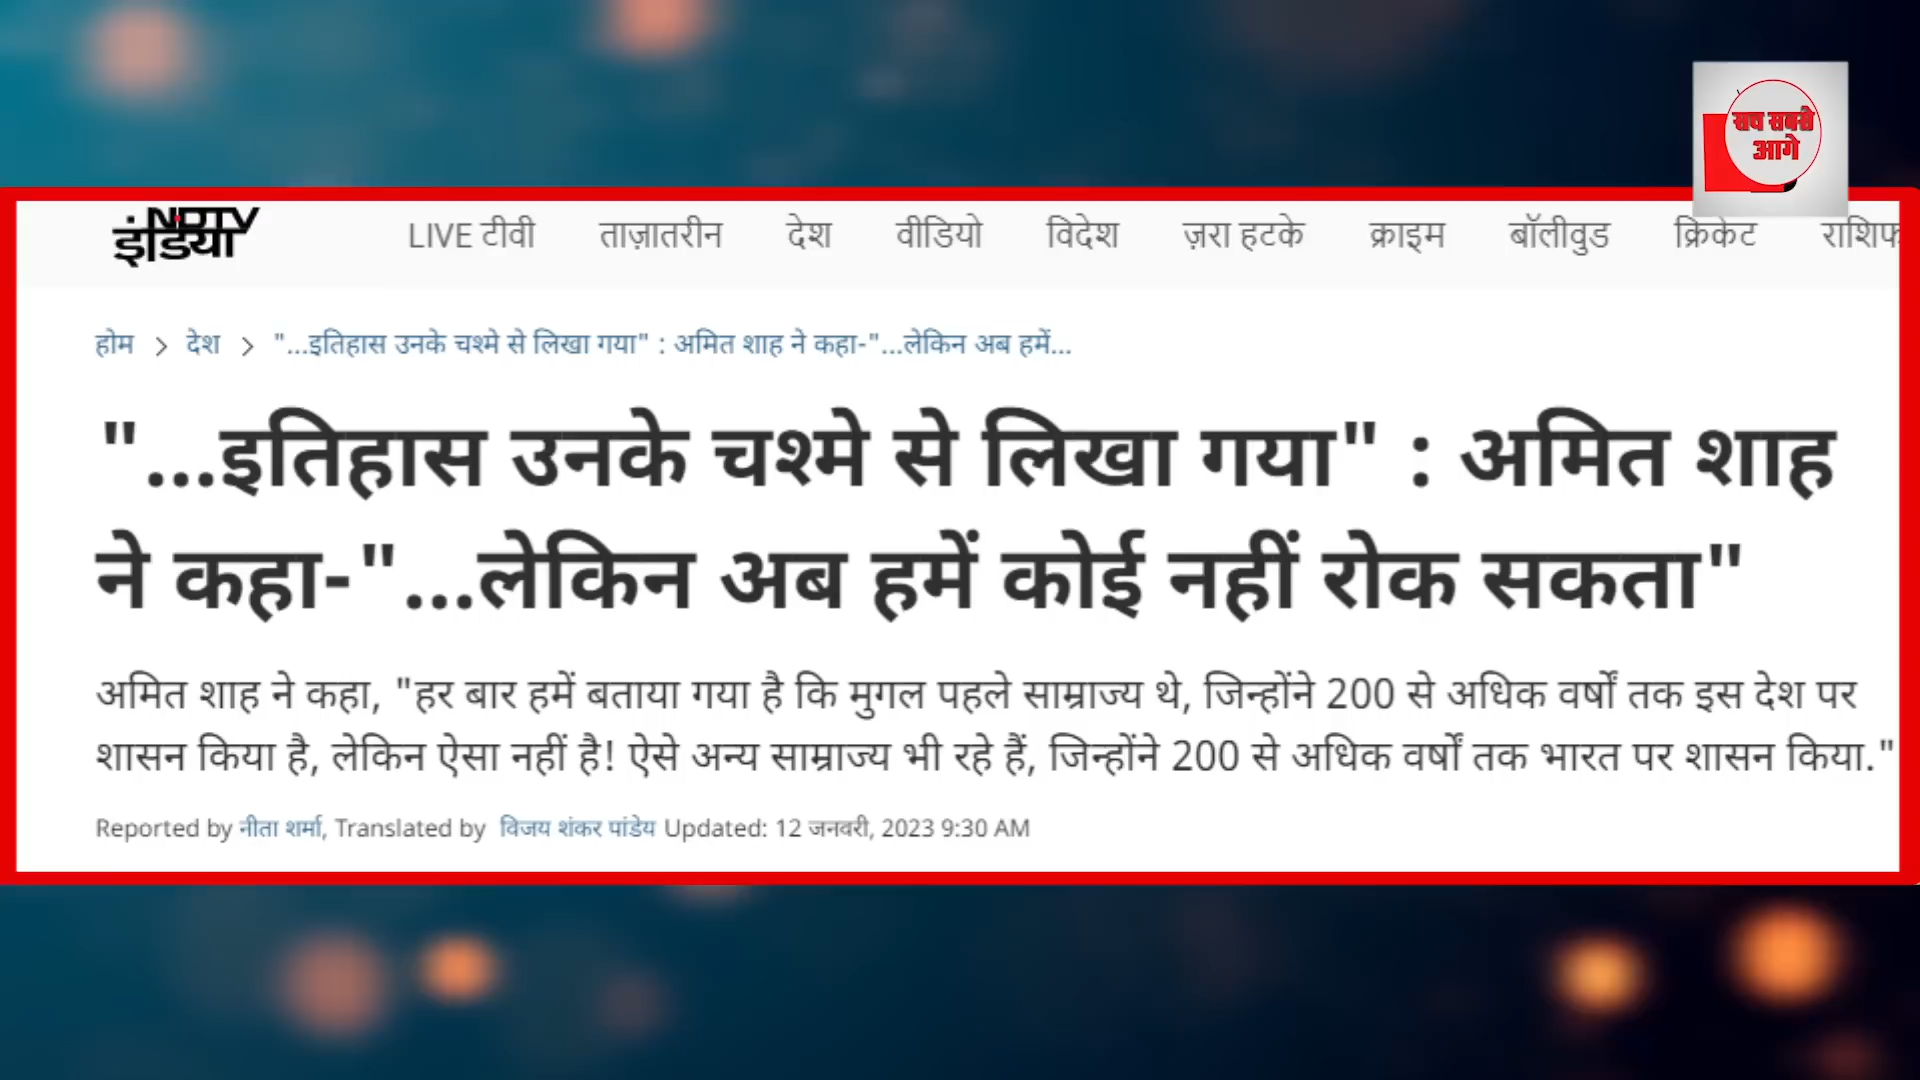 सच सबसे
आगे
NDTV
इंडिया
LIVE टीवी ताज़ातरीन देश वीडियो विदेश ज़रा हटके क्राइम बॉलीवुड क्रिकेट राशिफ
होम > देश > "...इतिहास उनके चश्मे से लिखा गया" : अमित शाह ने कहा-"...लेकिन अब हमें...
"...इतिहास उनके चश्मे से लिखा गया" : अमित शाह
ने कहा-"...लेकिन अब हमें कोई नहीं रोक सकता"
अमित शाह ने कहा, "हर बार हमें बताया गया है कि मुगल पहले साम्राज्य थे, जिन्होंने 200 से अधिक वर्षों तक इस देश पर
शासन किया है, लेकिन ऐसा नहीं है! ऐसे अन्य साम्राज्य भी रहे हैं, जिन्होंने 200 से अधिक वर्षों तक भारत पर शासन किया."
Reported by नीता शर्मा, Translated by विजय शंकर पांडेय Updated: 12 जनवरी, 2023 9:30 AM